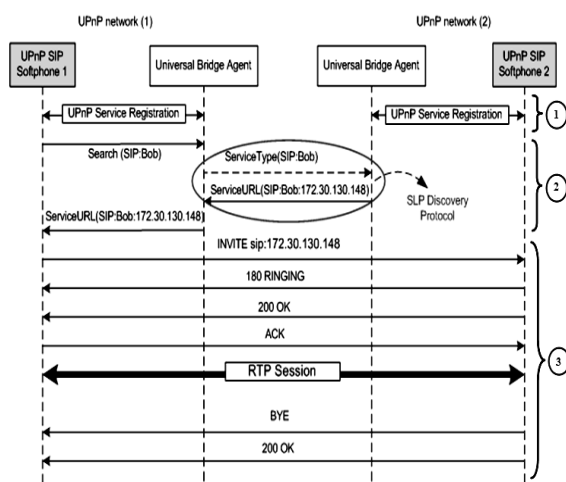 UPnP network (1)
UPnP network (2)
UPnP SIP
Softphone 1
Universal Bridge Agent
Universal Bridge Agent
UPnP SIP
Softphone 2
UPnP Service Registration
UPnP Service Registration
1
Search (SIP:Bob)
ServiceType(SIP:Bob)
ServiceURL(SIP:Bob:172.30.130.148)
SLP Discovery
Protocol
2
ServiceURL(SIP:Bob:172.30.130.148)
INVITE sip:172.30.130.148
180 RINGING
200 OK
ACK
RTP Session
3
BYE
200 OK